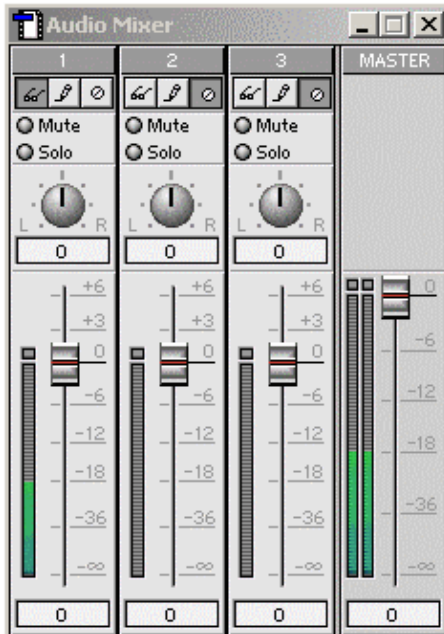 Audio Mixer
1 2 3 MASTER
Mute Mute Mute
Solo Solo Solo
L R L R L R
0 0 0
+6 +6 +6 0
+3 +3 +3
0 0 0 -6
-6 -6 -6 -12
-12 -12 -12
-18 -18 -18 -18
-36 -36 -36 -36
-∞ -∞ -∞ -∞
0 0 0 0